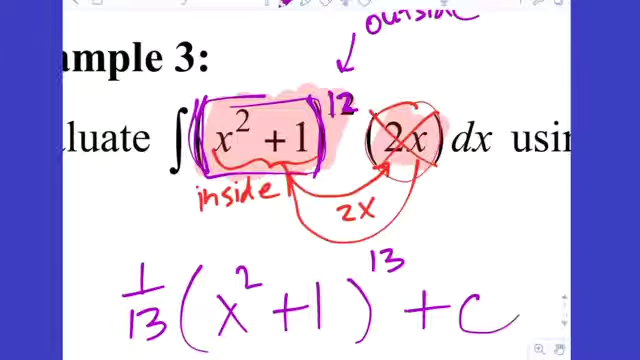 outside
ample 3:
luate ∫ (x² + 1)¹² (2x) dx usin
inside
2x
1/13 (x² + 1)¹³ + C